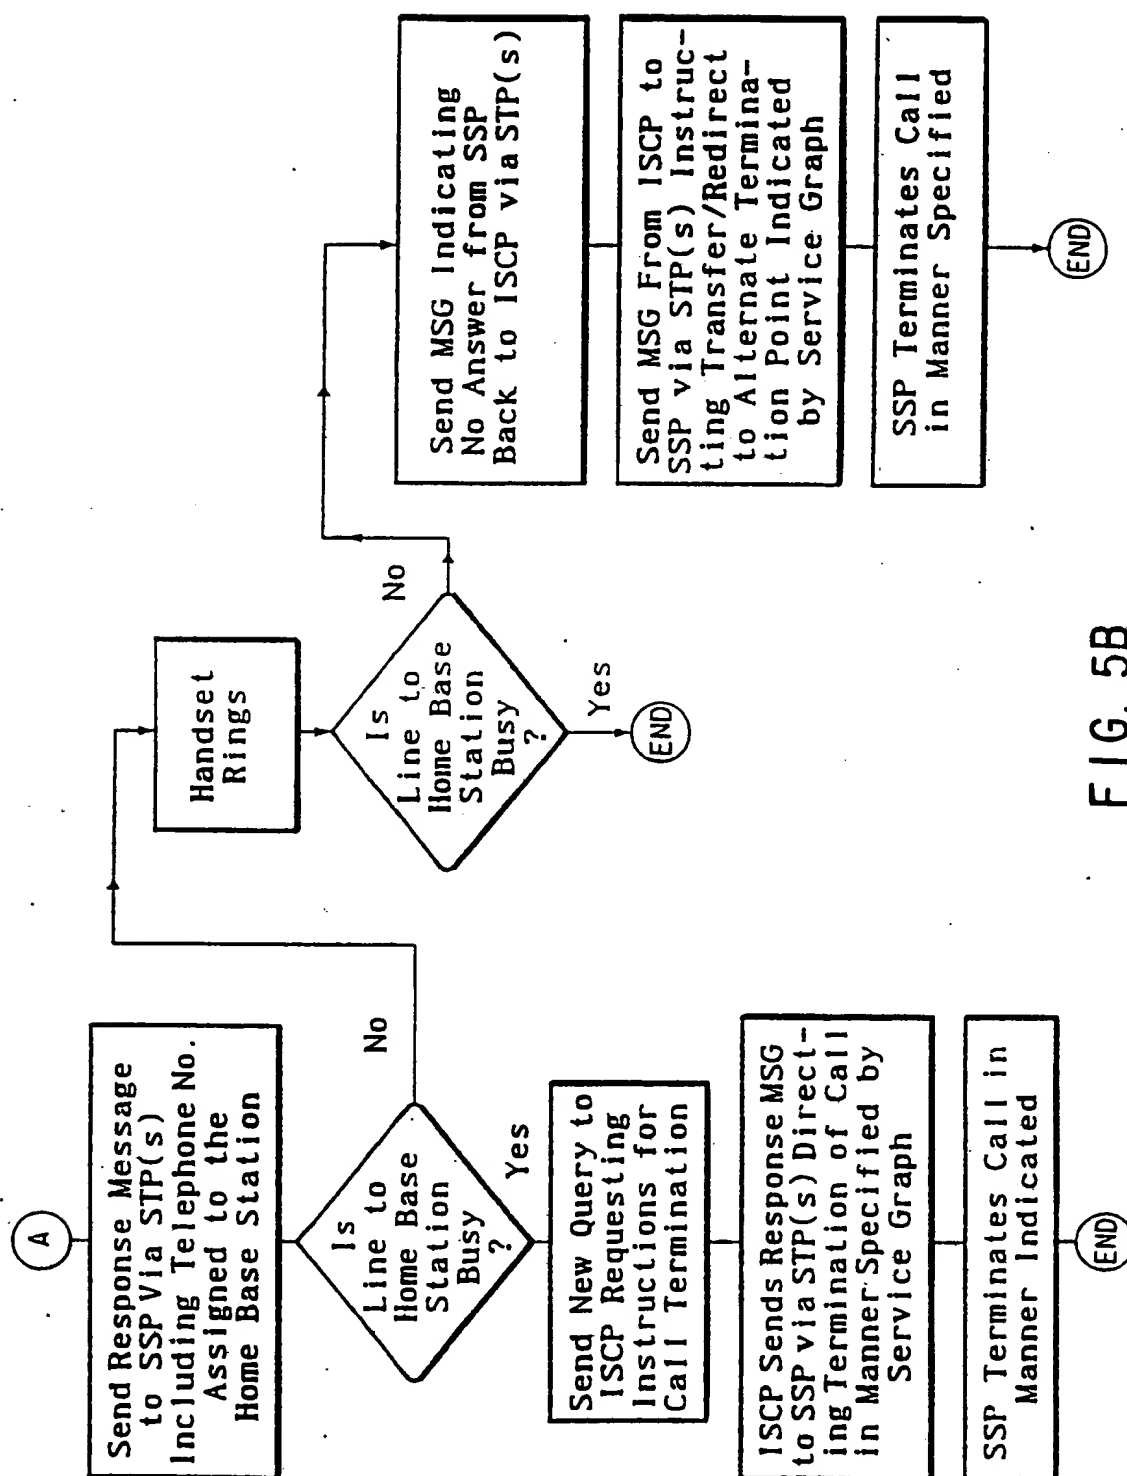 A
Send Response Message
to SSP Via STP(s)
Including Telephone No.
Assigned to the
Home Base Station
Is
Line to
Home Base
Station
Busy
?
No
Yes
Send New Query to
ISCP Requesting
Instructions for
Call Termination
ISCP Sends Response MSG
to SSP via STP(s) Direct-
ing Termination of Call
in Manner Specified by
Service Graph
SSP Terminates Call in
Manner Indicated
END
Handset
Rings
Is
Line to
Home Base
Station
Busy
?
No
Yes
END
Send MSG Indicating
No Answer from SSP
Back to ISCP via STP(s)
Send MSG From ISCP to
SSP via STP(s) Instruc-
ting Transfer/Redirect
to Alternate Termina-
tion Point Indicated
by Service Graph
SSP Terminates Call
in Manner Specified
END
FIG. 5B